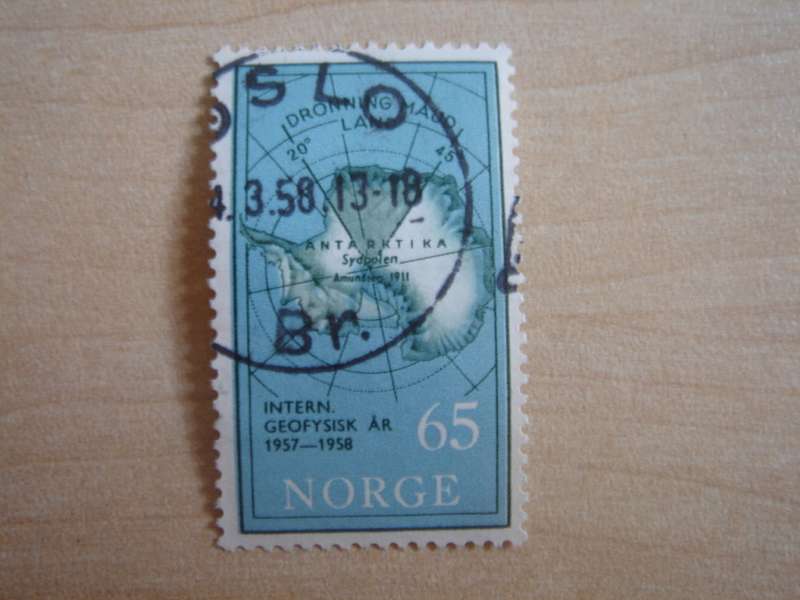 OSLO
DRONNING MAUD
LAND
20° 45°
4.3.58.13-18
ANTARKTIKA
Sydpolen
Amundsen 1911
Br.
INTERN.
GEOFYSISK ÅR
1957—1958
65
NORGE